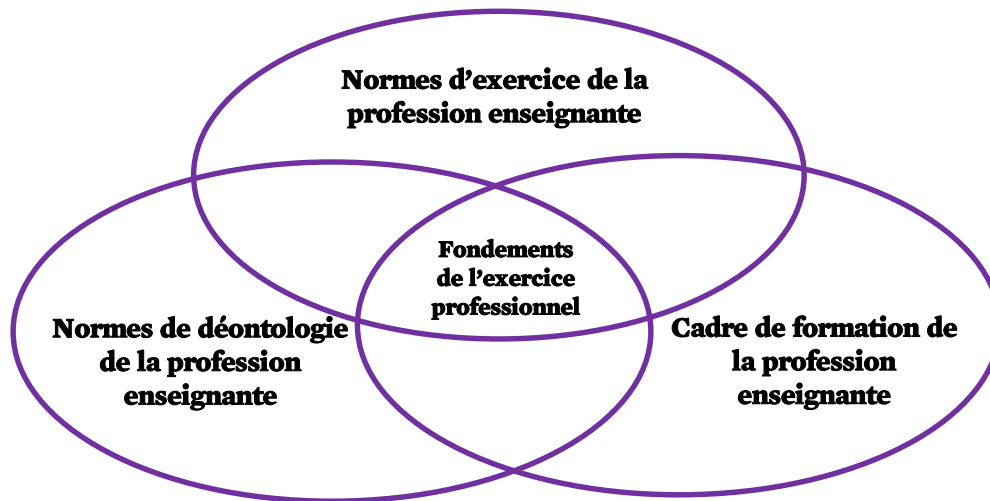 Normes d’exercice de la
profession enseignante
Fondements
de l’exercice
professionnel
Normes de déontologie
de la profession
enseignante
Cadre de formation de
la profession
enseignante